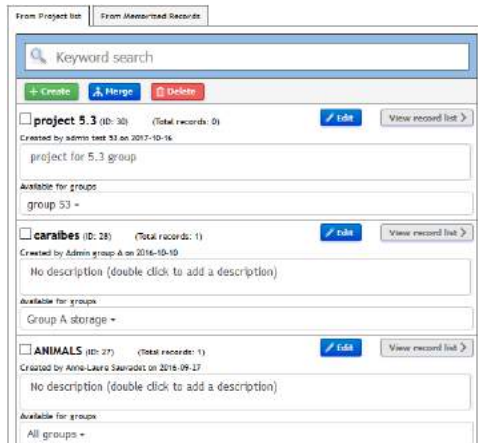 From Project list From Memorized Records
Keyword search
+ Create Merge Delete
project 5.3 (ID: 30) (Total records: 0) Edit View record list >
Created by admin test 53 on 2017-10-16
project for 5.3 group
Available for groups
group 53
caraibes (ID: 28) (Total records: 1) Edit View record list >
Created by Admin group A on 2016-10-10
No description (double click to add a description)
Available for groups
Group A storage
ANIMALS (ID: 27) (Total records: 1) Edit View record list >
Created by Anne-Laure Sauvadet on 2016-09-27
No description (double click to add a description)
Available for groups
All groups